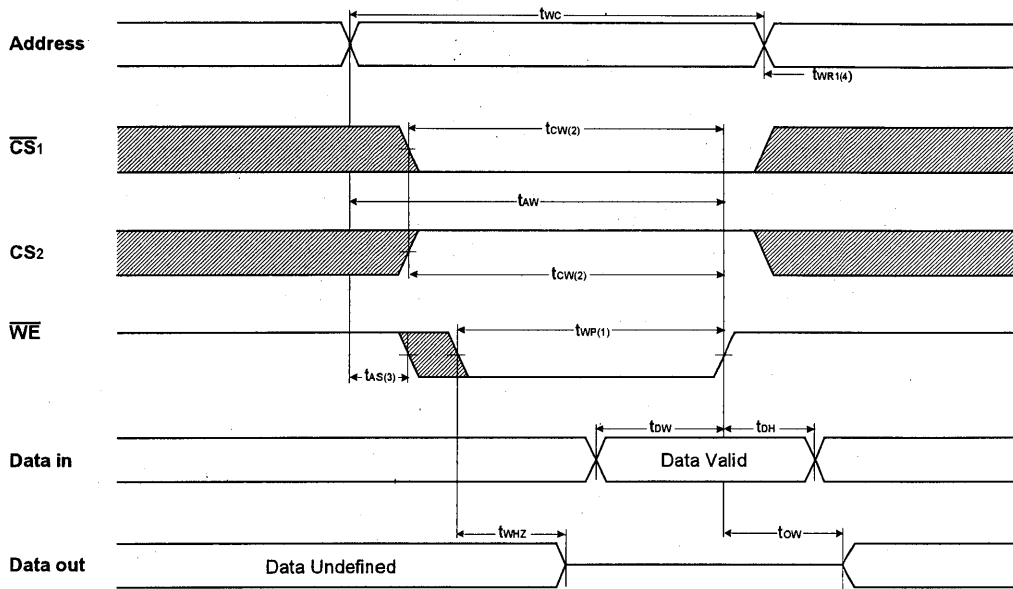 tWC
Address
tWR1(4)
tCW(2)
CS1
tAW
CS2
tCW(2)
WE
tWP(1)
tAS(3)
tDW
tDH
Data in
Data Valid
tWHZ
tOW
Data out
Data Undefined